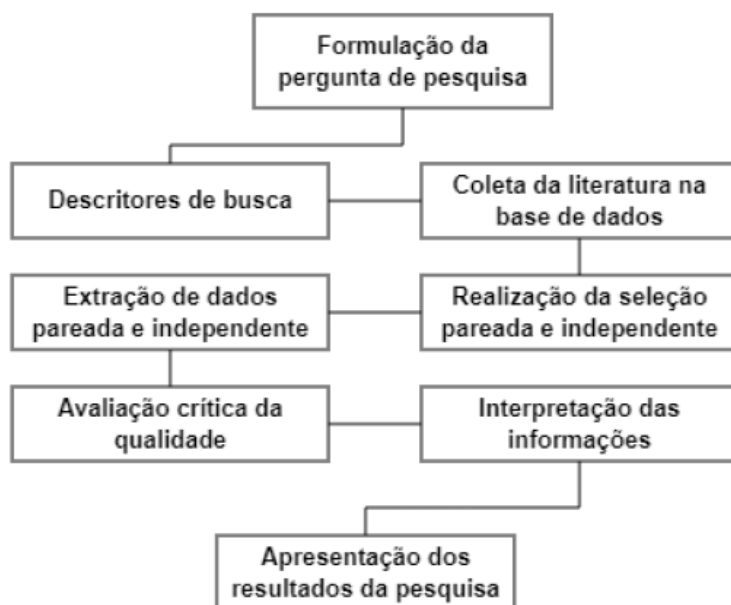 Formulação da
pergunta de pesquisa
Descritores de busca
Coleta da literatura na
base de dados
Realização da seleção
pareada e independente
Extração de dados
pareada e independente
Avaliação crítica da
qualidade
Interpretação das
informações
Apresentação dos
resultados da pesquisa